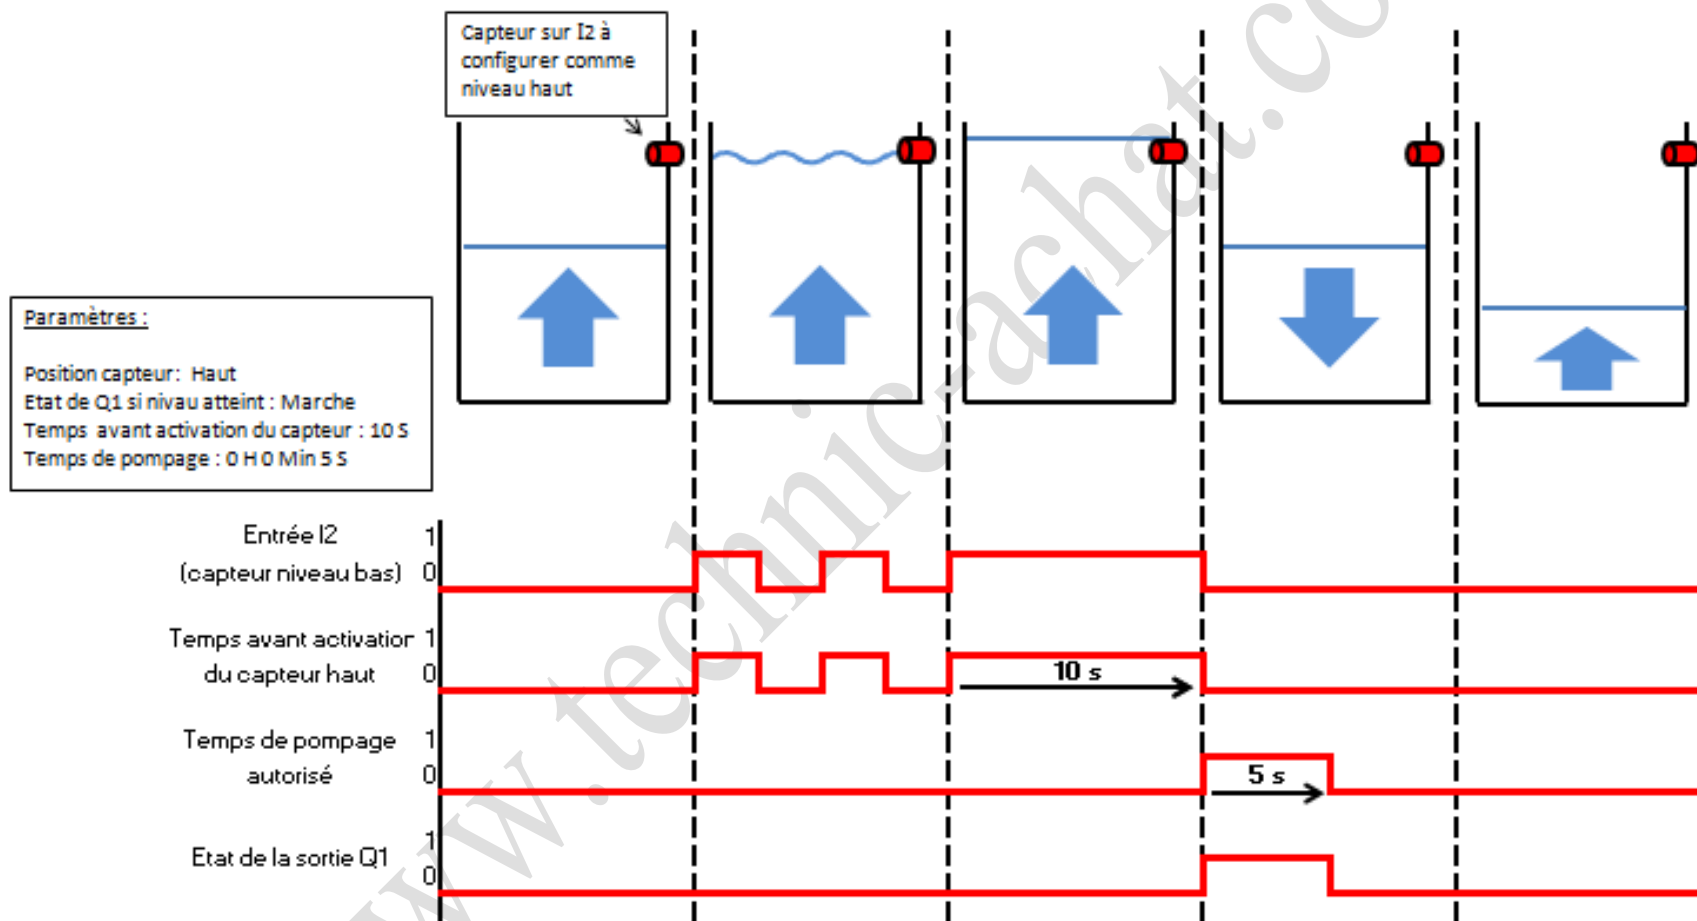 Capteur sur I2 à
configurer comme
niveau haut
Paramètres :
Position capteur: Haut
Etat de Q1 si nivau atteint : Marche
Temps avant activation du capteur : 10 S
Temps de pompage : 0 H 0 Min 5 S
Entrée I2
(capteur niveau bas)
1
0
Temps avant activation
du capteur haut
1
0
10 s
Temps de pompage
autorisé
1
0
5 s
Etat de la sortie Q1
1
0
www.technic-achat.co